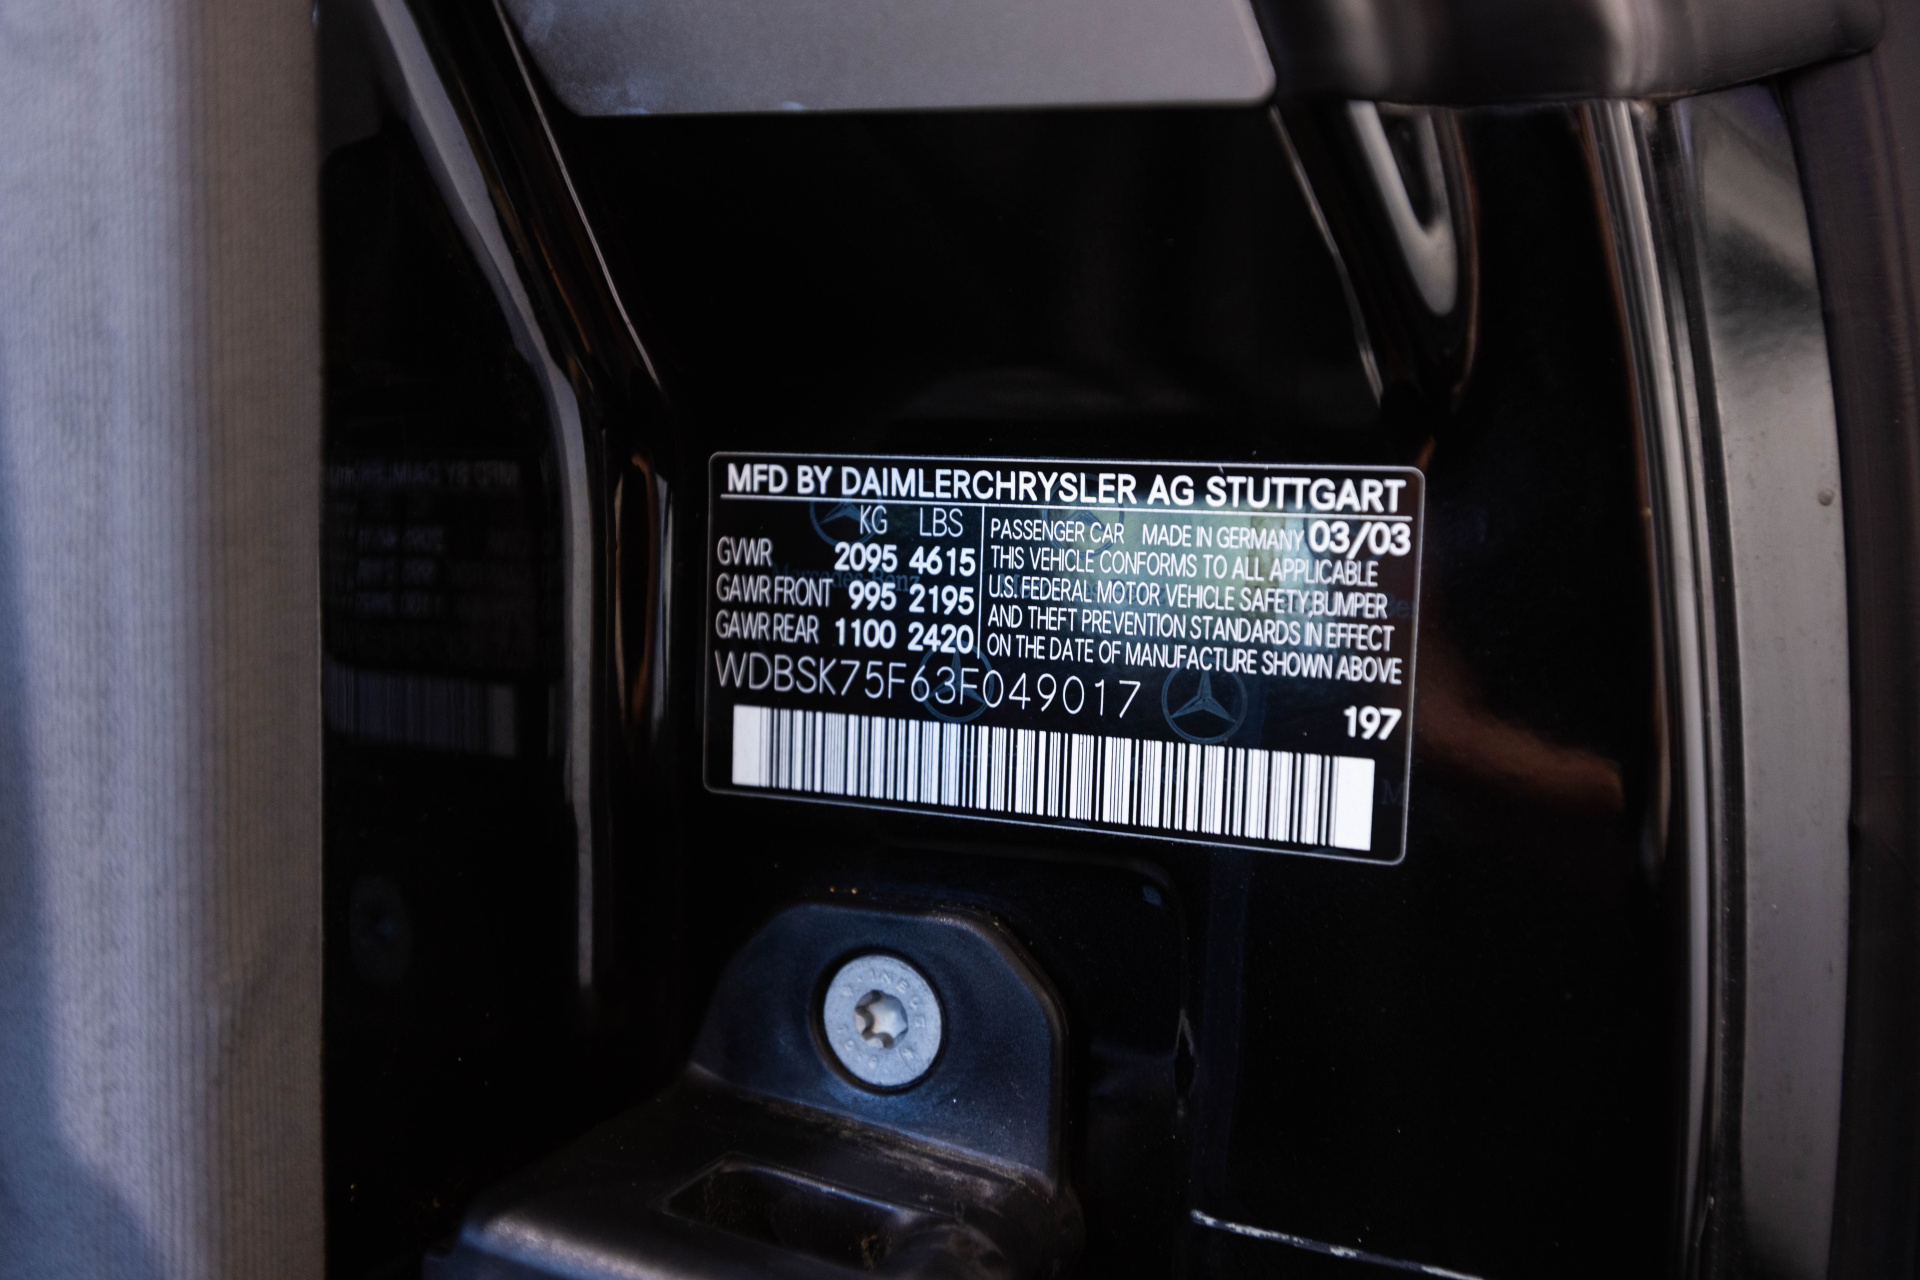 MFD BY DAIMLERCHRYSLER AG STUTTGART
KG LBS
GVWR 2095 4615
GAWR FRONT 995 2195
GAWR REAR 1100 2420
PASSENGER CAR MADE IN GERMANY 03/03
THIS VEHICLE CONFORMS TO ALL APPLICABLE
U.S. FEDERAL MOTOR VEHICLE SAFETY, BUMPER
AND THEFT PREVENTION STANDARDS IN EFFECT
ON THE DATE OF MANUFACTURE SHOWN ABOVE
WDBSK75F63F049017
197
Mercedes-Benz